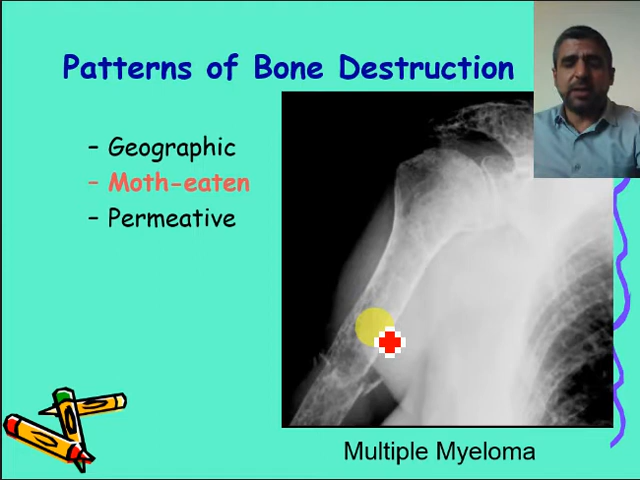 Patterns of Bone Destruction
– Geographic
– Moth-eaten
– Permeative
Multiple Myeloma